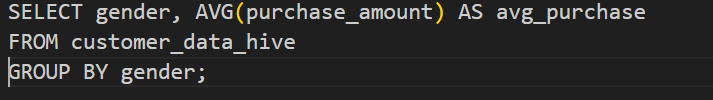 SELECT gender, AVG(purchase_amount) AS avg_purchase
FROM customer_data_hive
GROUP BY gender;